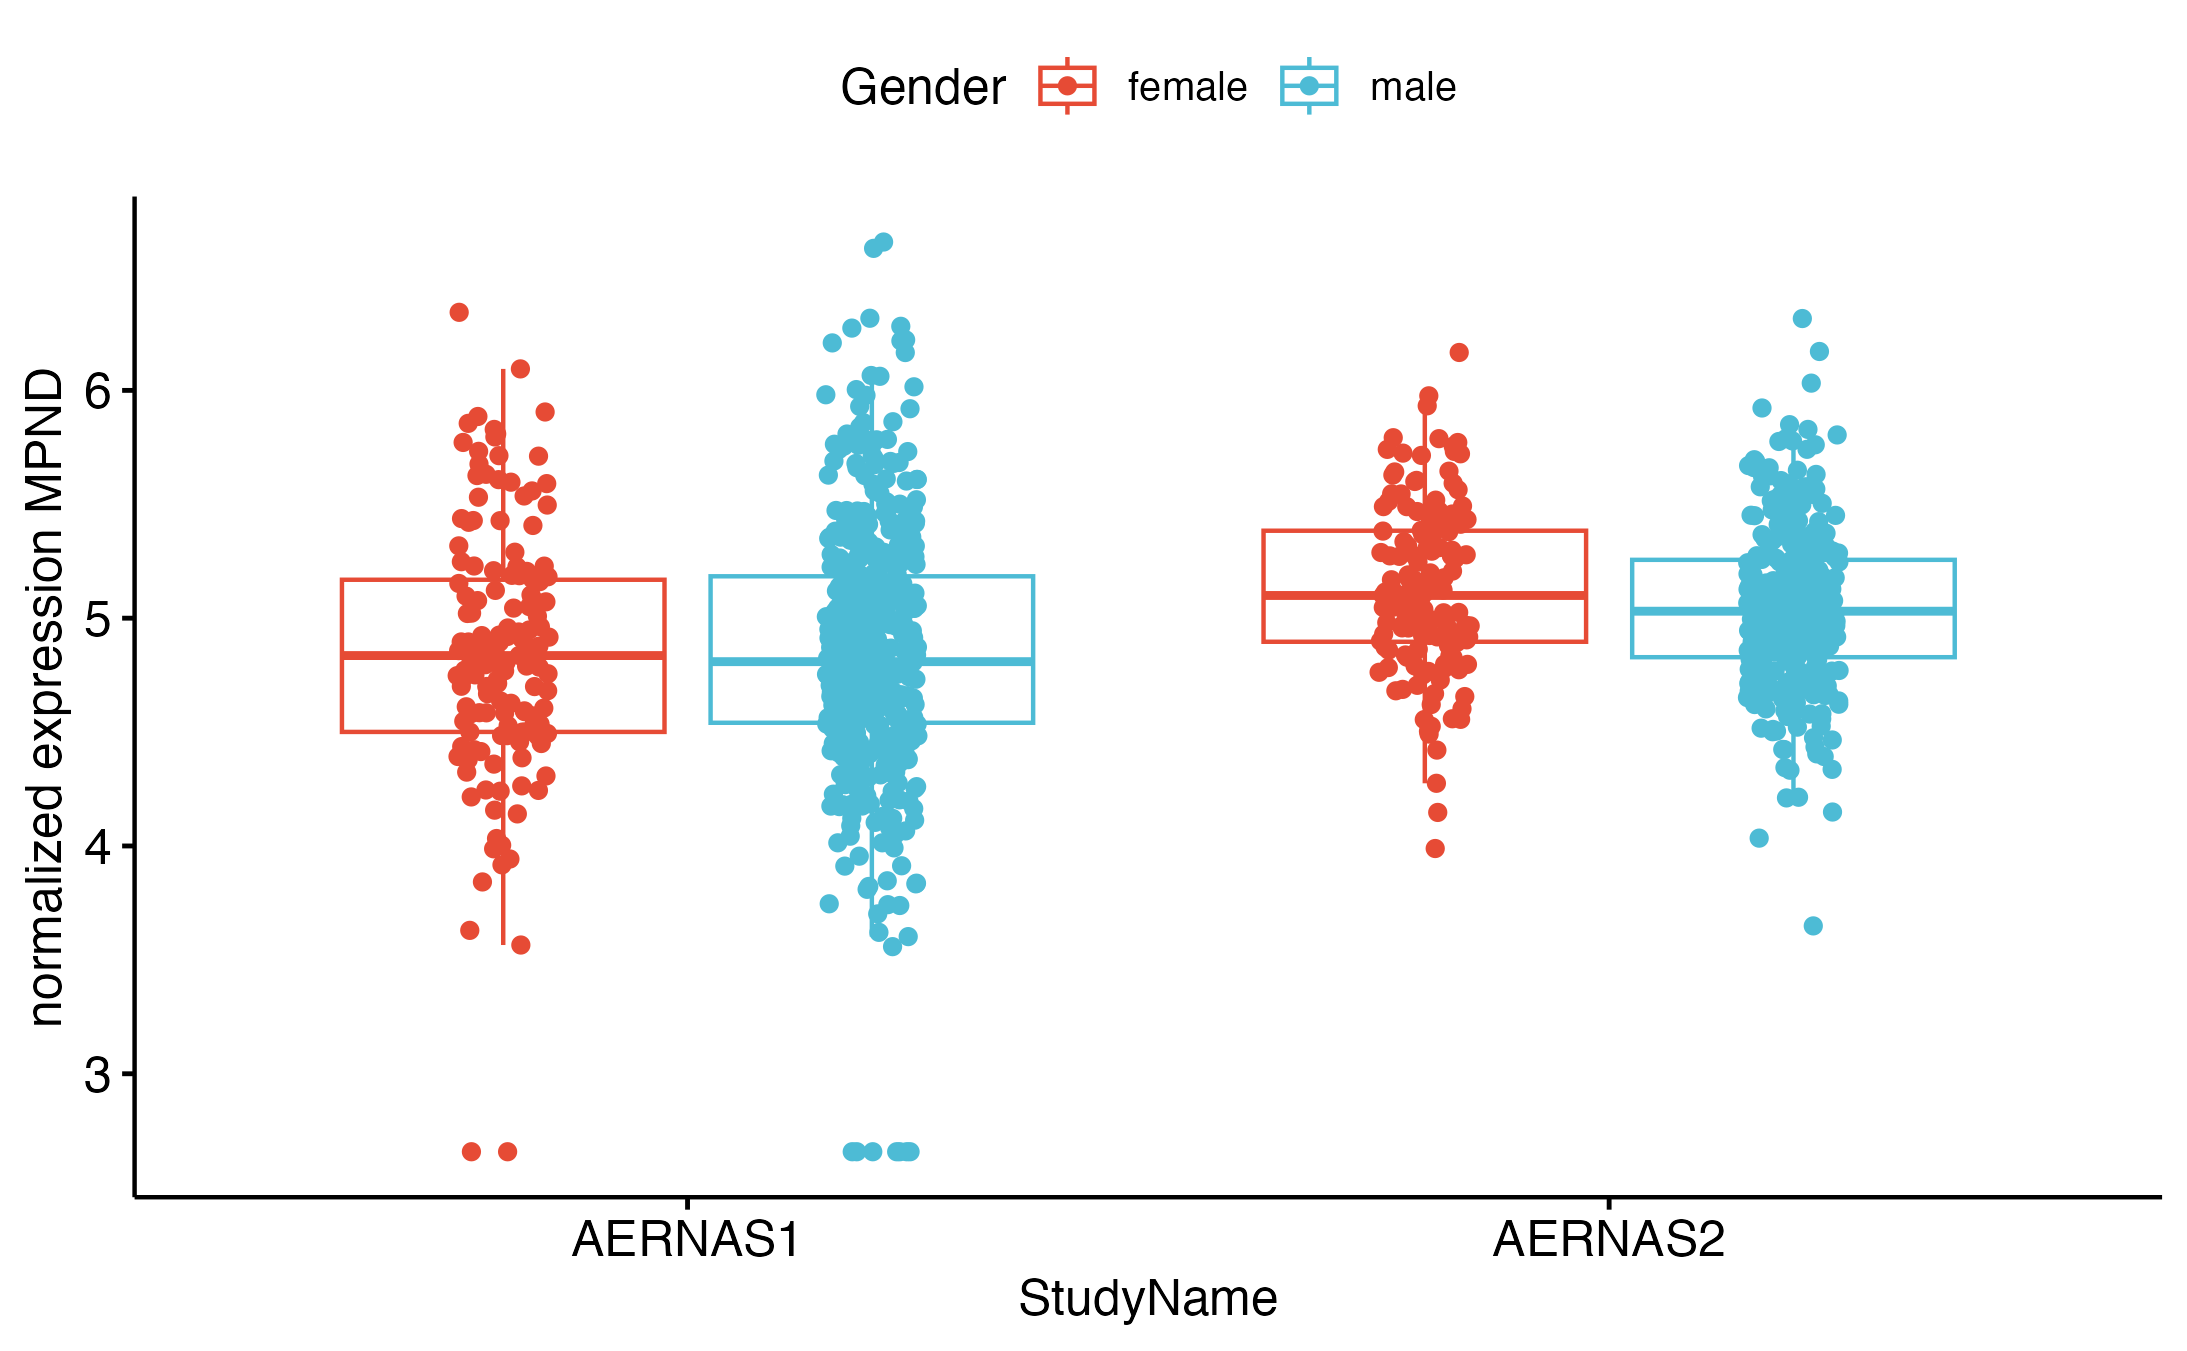 Gender female male
normalized expression MPND
6
5
4
3
AERNAS1 AERNAS2
StudyName